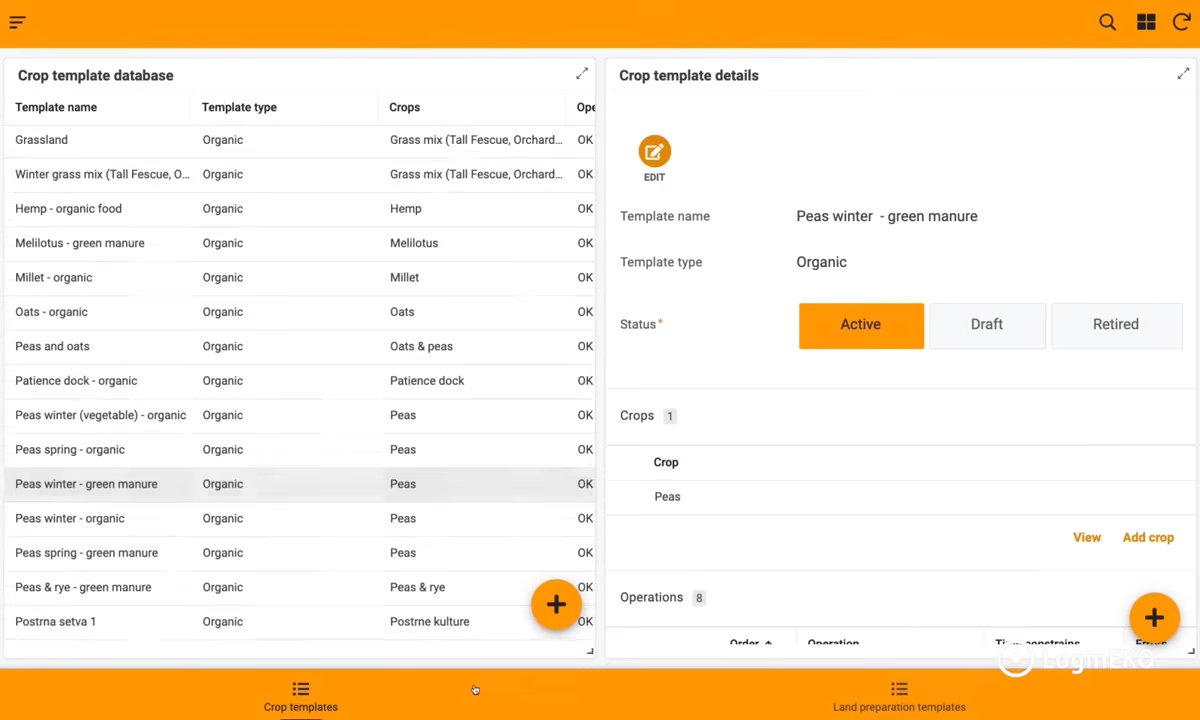 Crop template database
Template name Template type Crops Ope
Grassland Organic Grass mix (Tall Fescue, Orchard... OK
Winter grass mix (Tall Fescue, O... Organic Grass mix (Tall Fescue, Orchard... OK
Hemp - organic food Organic Hemp OK
Melilotus - green manure Organic Melilotus OK
Millet - organic Organic Millet OK
Oats - organic Organic Oats OK
Peas and oats Organic Oats & peas OK
Patience dock - organic Organic Patience dock OK
Peas winter (vegetable) - organic Organic Peas OK
Peas spring - organic Organic Peas OK
Peas winter - green manure Organic Peas OK
Peas winter - organic Organic Peas OK
Peas spring - green manure Organic Peas OK
Peas & rye - green manure Organic Peas & rye OK
Postrna setva 1 Organic Postrne kulture OK
Crop template details
EDIT
Template name Peas winter - green manure
Template type Organic
Status* Active Draft Retired
Crops 1
Crop
Peas
View Add crop
Operations 8
Order Operation Time constrains Errors
LoginEKO
Crop templates Land preparation templates